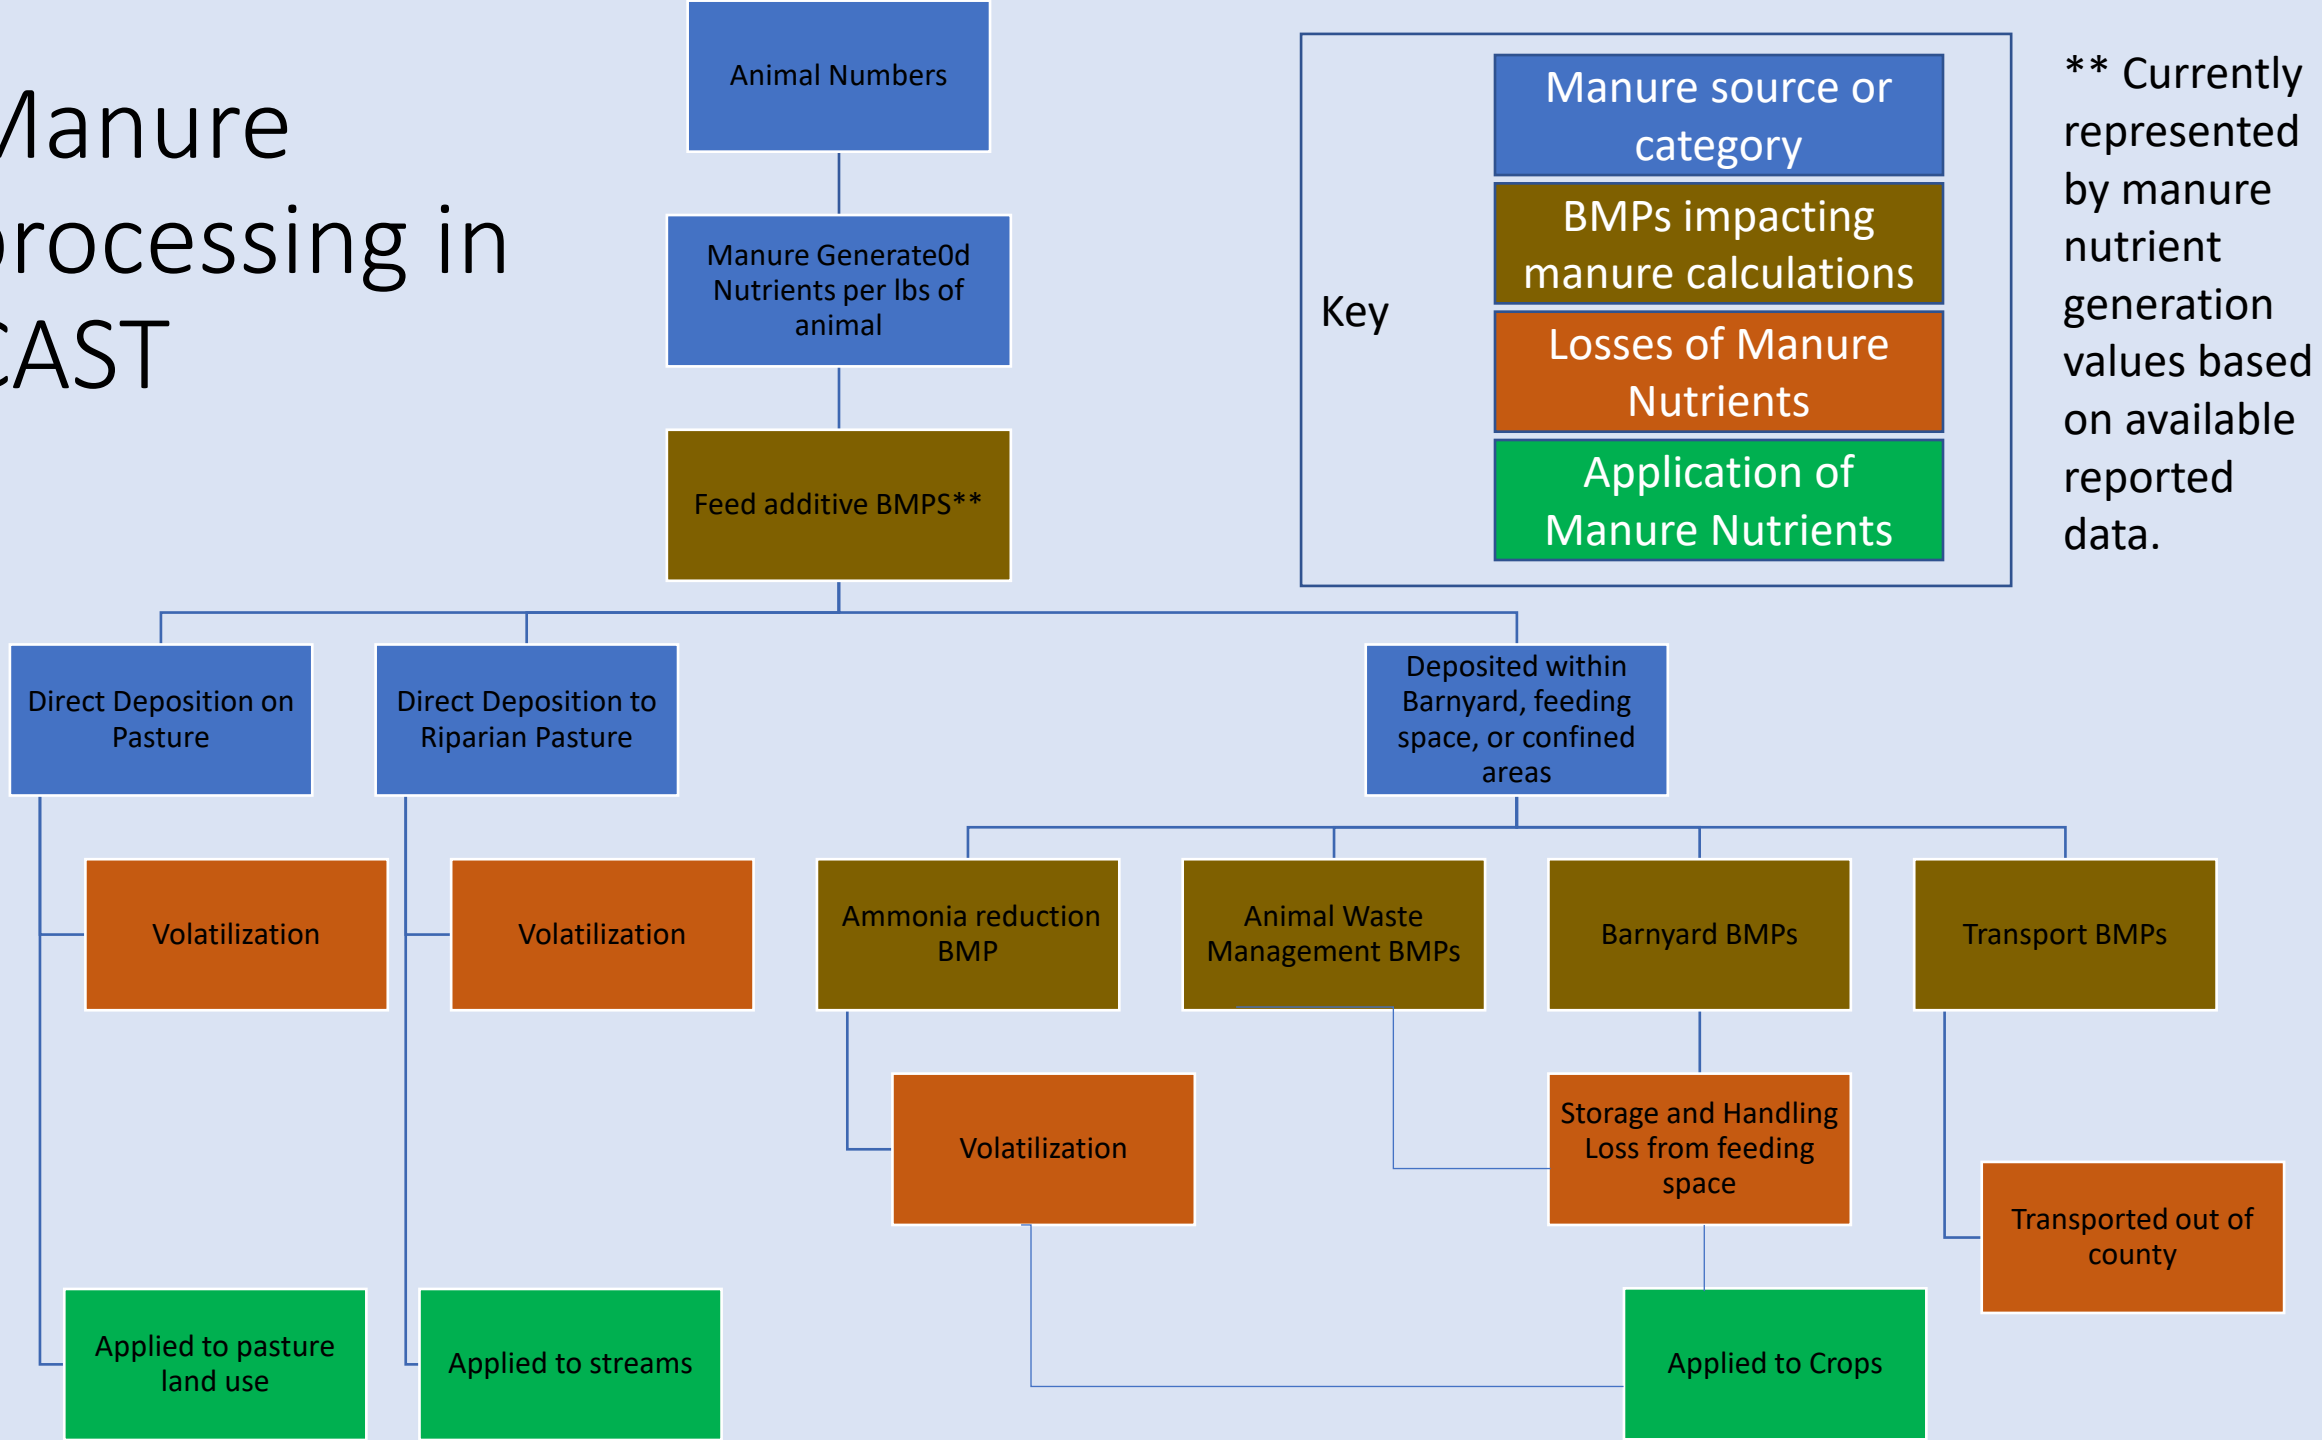 Manure
processing in
CAST
Animal Numbers
Manure Generate0d
Nutrients per lbs of
animal
Feed additive BMPS**
Key
Manure source or
category
BMPs impacting
manure calculations
Losses of Manure
Nutrients
Application of
Manure Nutrients
** Currently
represented
by manure
nutrient
generation
values based
on available
reported
data.
Direct Deposition on
Pasture
Direct Deposition to
Riparian Pasture
Deposited within
Barnyard, feeding
space, or confined
areas
Volatilization
Volatilization
Ammonia reduction
BMP
Animal Waste
Management BMPs
Barnyard BMPs
Transport BMPs
Volatilization
Storage and Handling
Loss from feeding
space
Transported out of
county
Applied to pasture
land use
Applied to streams
Applied to Crops